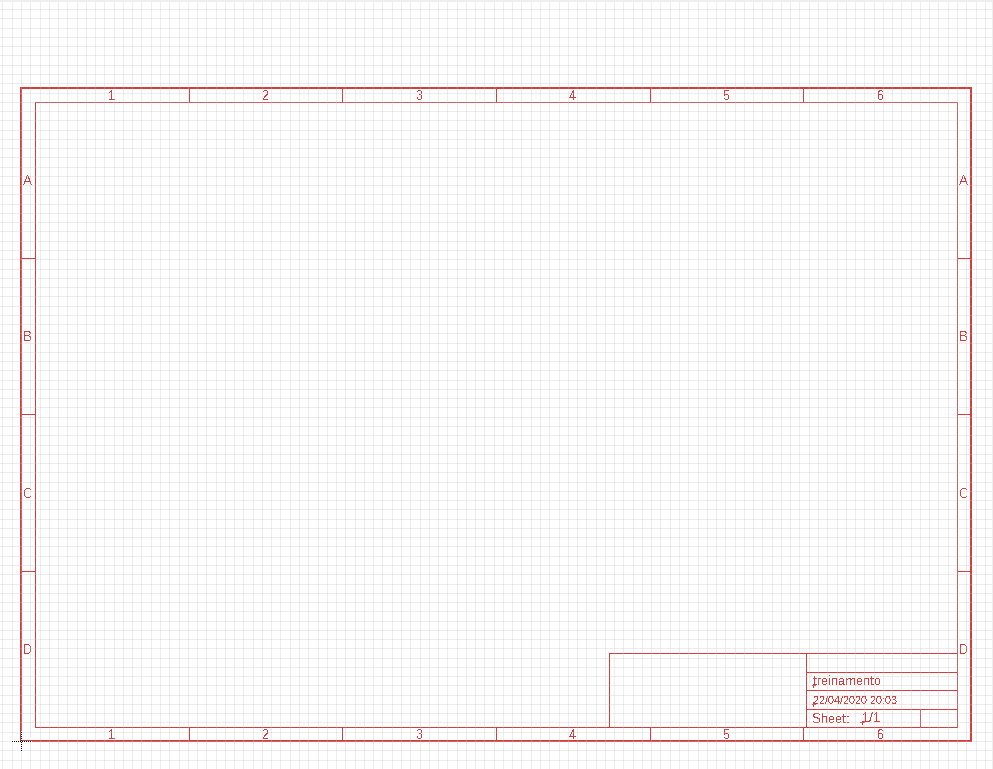 1 2 3 4 5 6
A A
B B
C C
D D
treinamento
22/04/2020 20:03
Sheet: 1/1
1 2 3 4 5 6